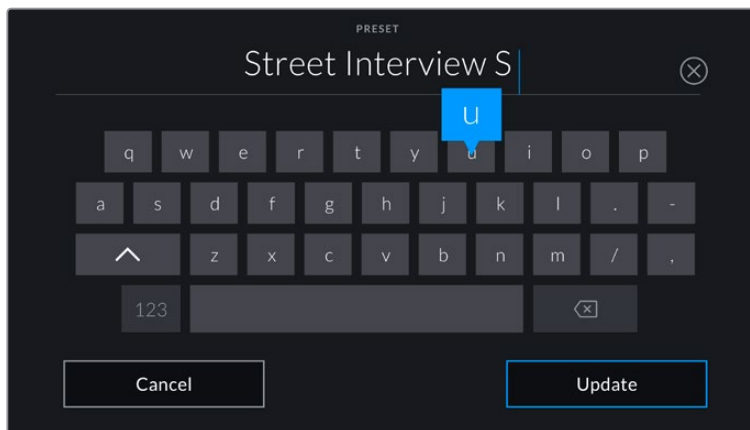 PRESET
Street Interview S
u
q w e r t y u i o p
a s d f g h j k l . -
z x c v b n m / ,
123
Cancel Update